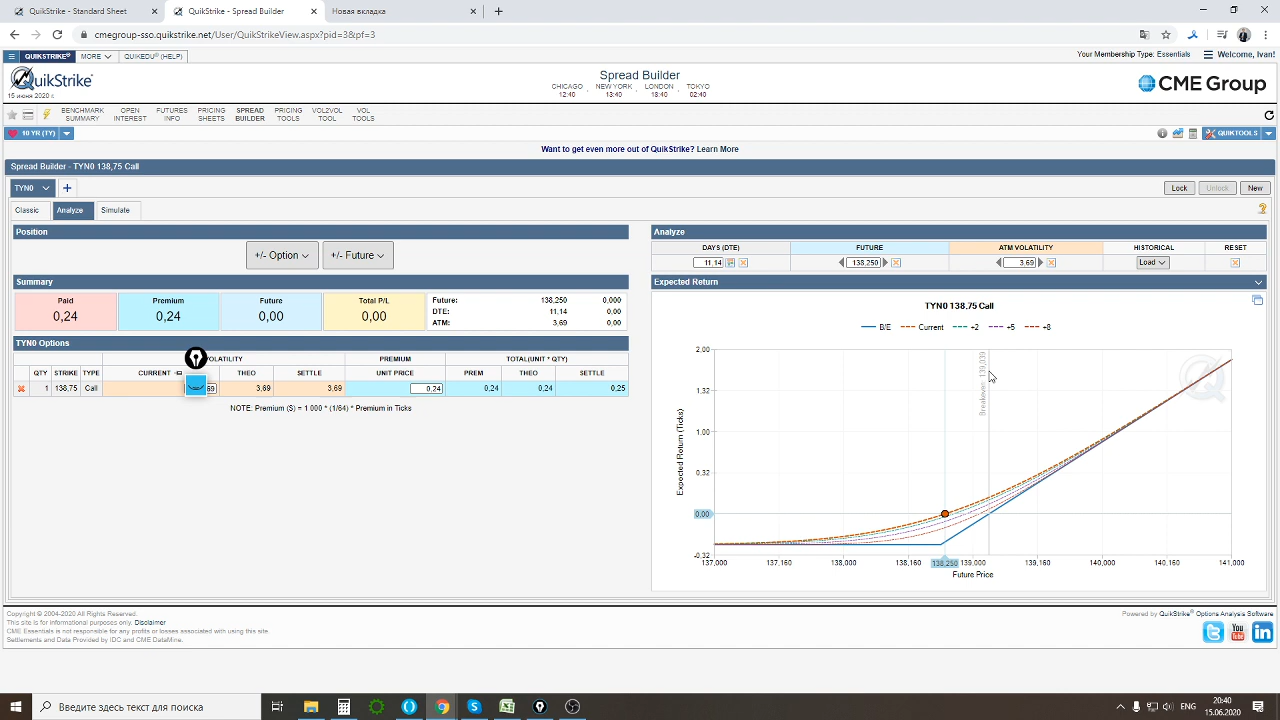 QuikStrike - Standard Sheet
QuikStrike - Spread Builder
Новая вкладка
cmegroup-sso.quikstrike.net/User/QuikStrikeView.aspx?pid=3&pf=3
QUIKSTRIKE®
MORE
QUIKEDU® (HELP)
Your Membership Type: Essentials
Welcome, Ivan!
QuikStrike®
15 июня 2020 г.
Spread Builder
CHICAGO
12:40
NEW YORK
13:40
LONDON
18:40
TOKYO
02:40
CME Group
BENCHMARK SUMMARY
OPEN INTEREST
FUTURES INFO
PRICING SHEETS
SPREAD BUILDER
PRICING TOOLS
VOL2VOL TOOL
VOL TOOLS
10 YR (TY)
QUIKTOOLS
Want to get even more out of QuikStrike? Learn More
Spread Builder - TYN0 138,75 Call
TYN0
Lock
Unlock
New
Classic
Analyze
Simulate
Position
+/- Option
+/- Future
Summary
Paid
0,24
Premium
0,24
Future
0,00
Total P/L
0,00
Future: 138,250 0,000
DTE: 11,14 0,00
ATM: 3,69 0,00
TYN0 Options
VOLATILITY
PREMIUM
TOTAL(UNIT * QTY)
QTY STRIKE TYPE CURRENT THEO SETTLE UNIT PRICE PREM THEO SETTLE
1 138,75 Call 69 3,69 3,69 0,24 0,24 0,24 0,25
NOTE: Premium (S) = 1 000 * (1/64) * Premium in Ticks
Analyze
DAYS (DTE) FUTURE ATM VOLATILITY HISTORICAL RESET
11,14 138,250 3,69 Load
Expected Return
TYN0 138.75 Call
B/E Current +2 +5 +8
2,00
1,32
1,00
0,32
0,00
-0,32
Expected Return (Ticks)
Breakeven: 139,030
137,000 137,160 138,000 138,160 138,250 139,000 139,160 140,000 140,160 141,000
Future Price
Copyright © 2004-2020 All Rights Reserved.
This site is for informational purposes only. Disclaimer
CME Essentials is not responsible for any profits or losses associated with using this site.
Settlements and Data Provided by IDC and CME DataMine.
Powered by QuikStrike® Options Analysis Software
You Tube
in
Введите здесь текст для поиска
ENG
20:40
15.06.2020